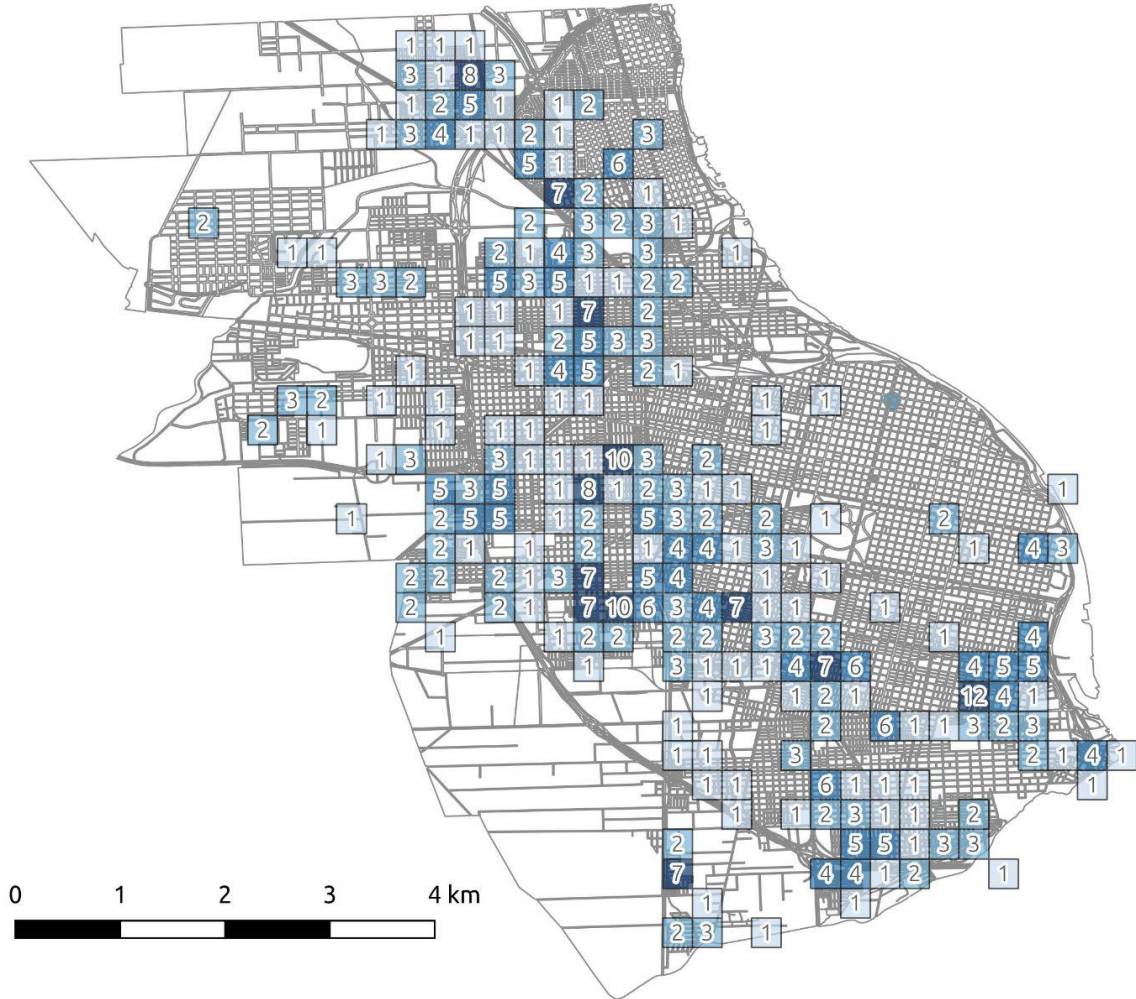 1 1 1
3 1 8 3
1 2 5 1 1 2
1 3 4 1 1 2 1 3
5 1 6
7 2 1
2 2 3 2 3 1
1 1 2 1 4 3 3 1
3 3 2 5 3 5 1 1 2 2
1 1 1 7 2
1 1 2 5 3 3
1 1 4 5 2 1
3 2 1 1 1 1 1 1
2 1 1 1 1 1
1 3 3 1 1 1 10 3 2
5 3 5 1 8 1 2 3 1 1 1
1 2 5 5 1 2 5 3 2 2 1 2
2 1 1 2 1 4 4 1 3 1 1 4 3
2 2 2 1 3 7 5 4 1 1
2 2 1 7 10 6 3 4 7 1 1 1
1 1 2 2 2 2 3 2 2 1 4
1 3 1 1 1 4 7 6 4 5 5
1 1 2 1 12 4 1
1 2 6 1 1 3 2 3
1 1 3 2 1 4 1
1 1 6 1 1 1 1
1 1 2 3 1 1 2
2 5 5 1 3 3
7 4 4 1 2 1
1 1
2 3 1
0 1 2 3 4 km